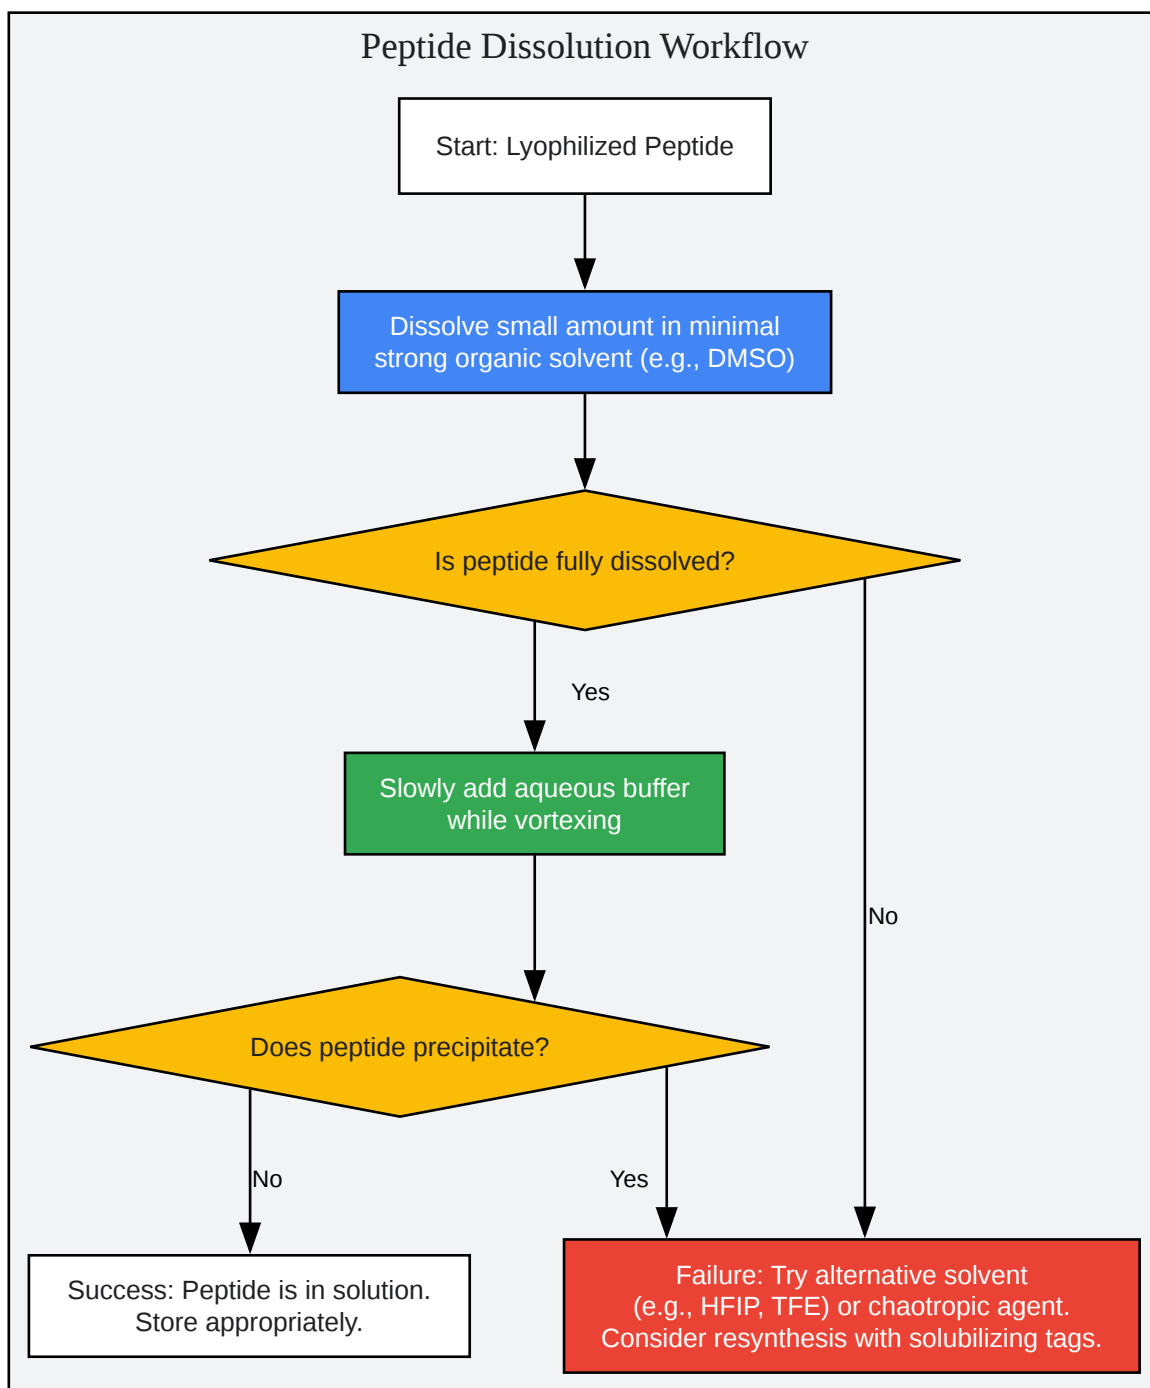 Peptide Dissolution Workflow
Start: Lyophilized Peptide
Dissolve small amount in minimal
strong organic solvent (e.g., DMSO)
Is peptide fully dissolved?
Yes
Slowly add aqueous buffer
while vortexing
No
Does peptide precipitate?
No
Yes
Success: Peptide is in solution.
Store appropriately.
Failure: Try alternative solvent
(e.g., HFIP, TFE) or chaotropic agent.
Consider resynthesis with solubilizing tags.